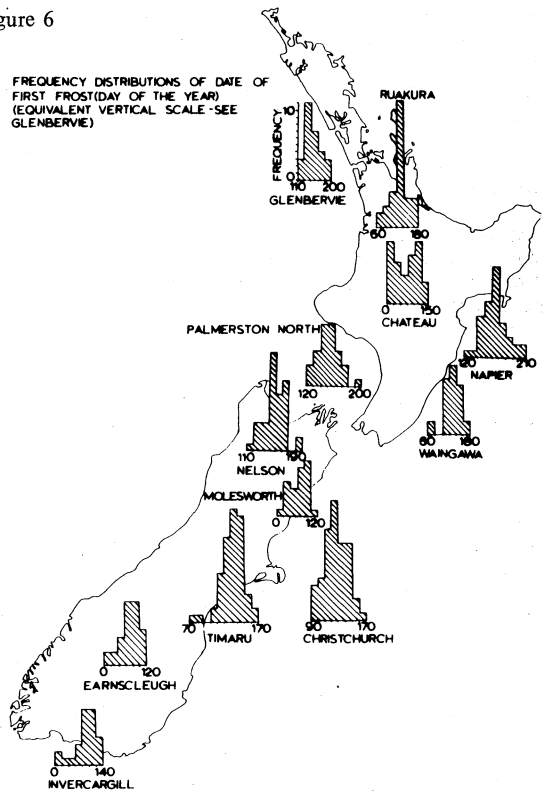 gure 6
FREQUENCY DISTRIBUTIONS OF DATE OF
FIRST FROST(DAY OF THE YEAR)
(EQUIVALENT VERTICAL SCALE-SEE
GLENBERVIE)
RUAKURA
10
FREQUENCY
0
110 200
GLENBERVIE
60 180
0 150
CHATEAU
PALMERSTON NORTH
120 200
120 210
NAPIER
110 190
NELSON
60 180
WAINGAWA
MOLESWORTH
0 120
70 170
TIMARU
90 170
CHRISTCHURCH
0 120
EARNSCLEUGH
0 140
INVERCARGILL